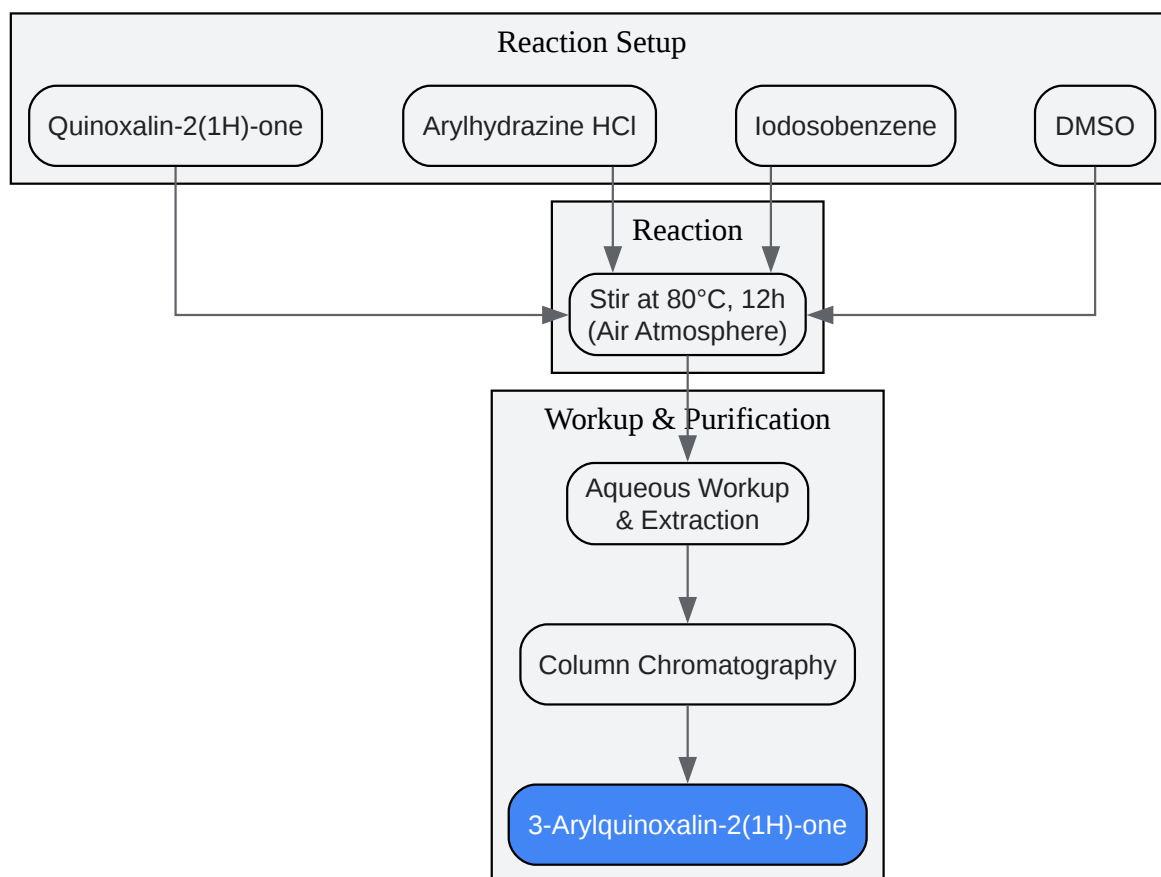 Reaction Setup
Quinoxalin-2(1H)-one
Arylhydrazine HCl
Iodosobenzene
DMSO
Reaction
Stir at 80°C, 12h
(Air Atmosphere)
Workup & Purification
Aqueous Workup
& Extraction
Column Chromatography
3-Arylquinoxalin-2(1H)-one